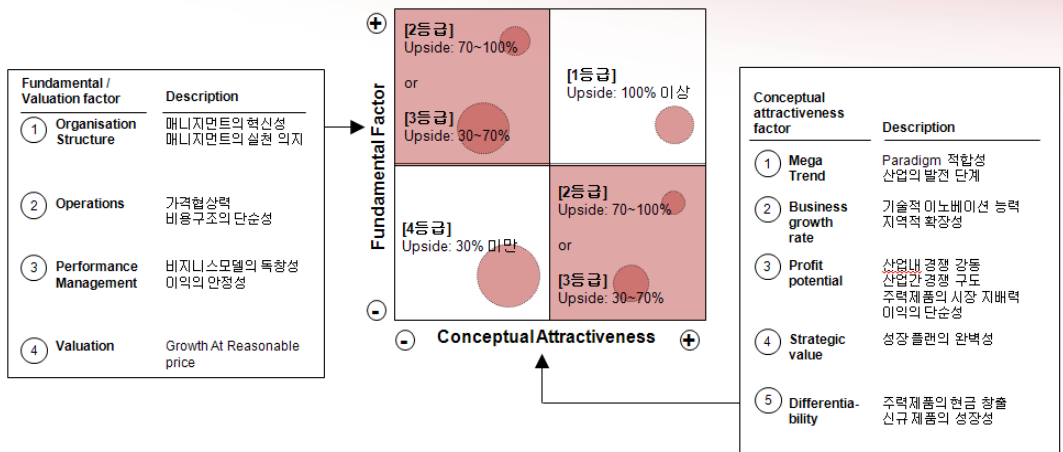 Fundamental /
Valuation factor
Description
1
Organisation
Structure
매니지먼트의 혁신성
매니지먼트의 실천 의지
2
Operations
가격협상력
비용구조의 단순성
3
Performance
Management
비지니스모델의 독창성
이익의 안정성
4
Valuation
Growth At Reasonable
price
+
Fundamental Factor
-
[2등급]
Upside: 70~100%
or
[3등급]
Upside: 30~70%
[1등급]
Upside: 100% 이상
[4등급]
Upside: 30% 미만
[2등급]
Upside: 70~100%
or
[3등급]
Upside: 30~70%
-
Conceptual Attractiveness
+
Conceptual
attractiveness
factor
Description
1
Mega
Trend
Paradigm 적합성
산업의 발전 단계
2
Business
growth
rate
기술적 이노베이션 능력
지역적 확장성
3
Profit
potential
산업내 경쟁 강동
산업간 경쟁 구도
주력제품의 시장 지배력
이익의 단순성
4
Strategic
value
성장 플랜의 완벽성
5
Differentia-
bility
주력제품의 현금 창출
신규제품의 성장성